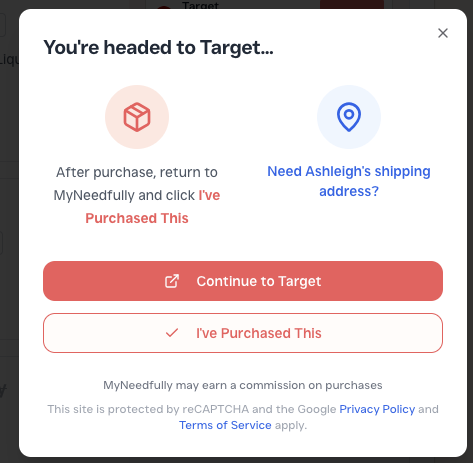 Target
You're headed to Target...
After purchase, return to
MyNeedfully and click I've
Purchased This
Need Ashleigh's shipping
address?
Continue to Target
I've Purchased This
MyNeedfully may earn a commission on purchases
This site is protected by reCAPTCHA and the Google Privacy Policy and
Terms of Service apply.